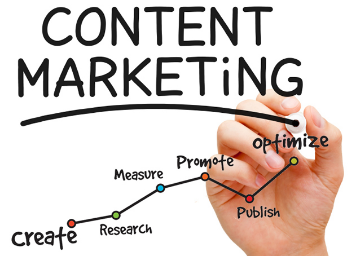 CONTENT
MARKETiNG
optimize
Promote
Measure
Publish
Research
create